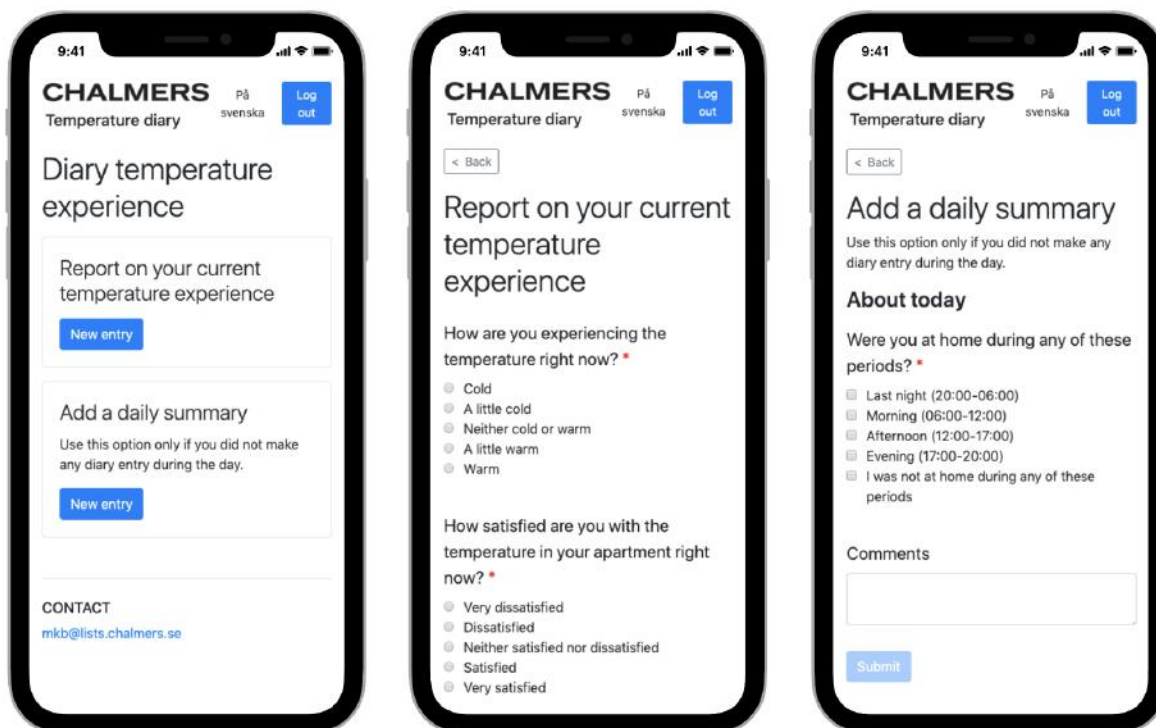 9:41
CHALMERS
Temperature diary
På
svenska
Log
out
Diary temperature
experience
Report on your current
temperature experience
New entry
Add a daily summary
Use this option only if you did not make
any diary entry during the day.
New entry
CONTACT
mkb@lists.chalmers.se
9:41
CHALMERS
Temperature diary
På
svenska
Log
out
< Back
Report on your current
temperature
experience
How are you experiencing the
temperature right now? *
Cold
A little cold
Neither cold or warm
A little warm
Warm
How satisfied are you with the
temperature in your apartment right
now? *
Very dissatisfied
Dissatisfied
Neither satisfied nor dissatisfied
Satisfied
Very satisfied
9:41
CHALMERS
Temperature diary
På
svenska
Log
out
< Back
Add a daily summary
Use this option only if you did not make any
diary entry during the day.
About today
Were you at home during any of these
periods? *
Last night (20:00-06:00)
Morning (06:00-12:00)
Afternoon (12:00-17:00)
Evening (17:00-20:00)
I was not at home during any of these
periods
Comments
Submit